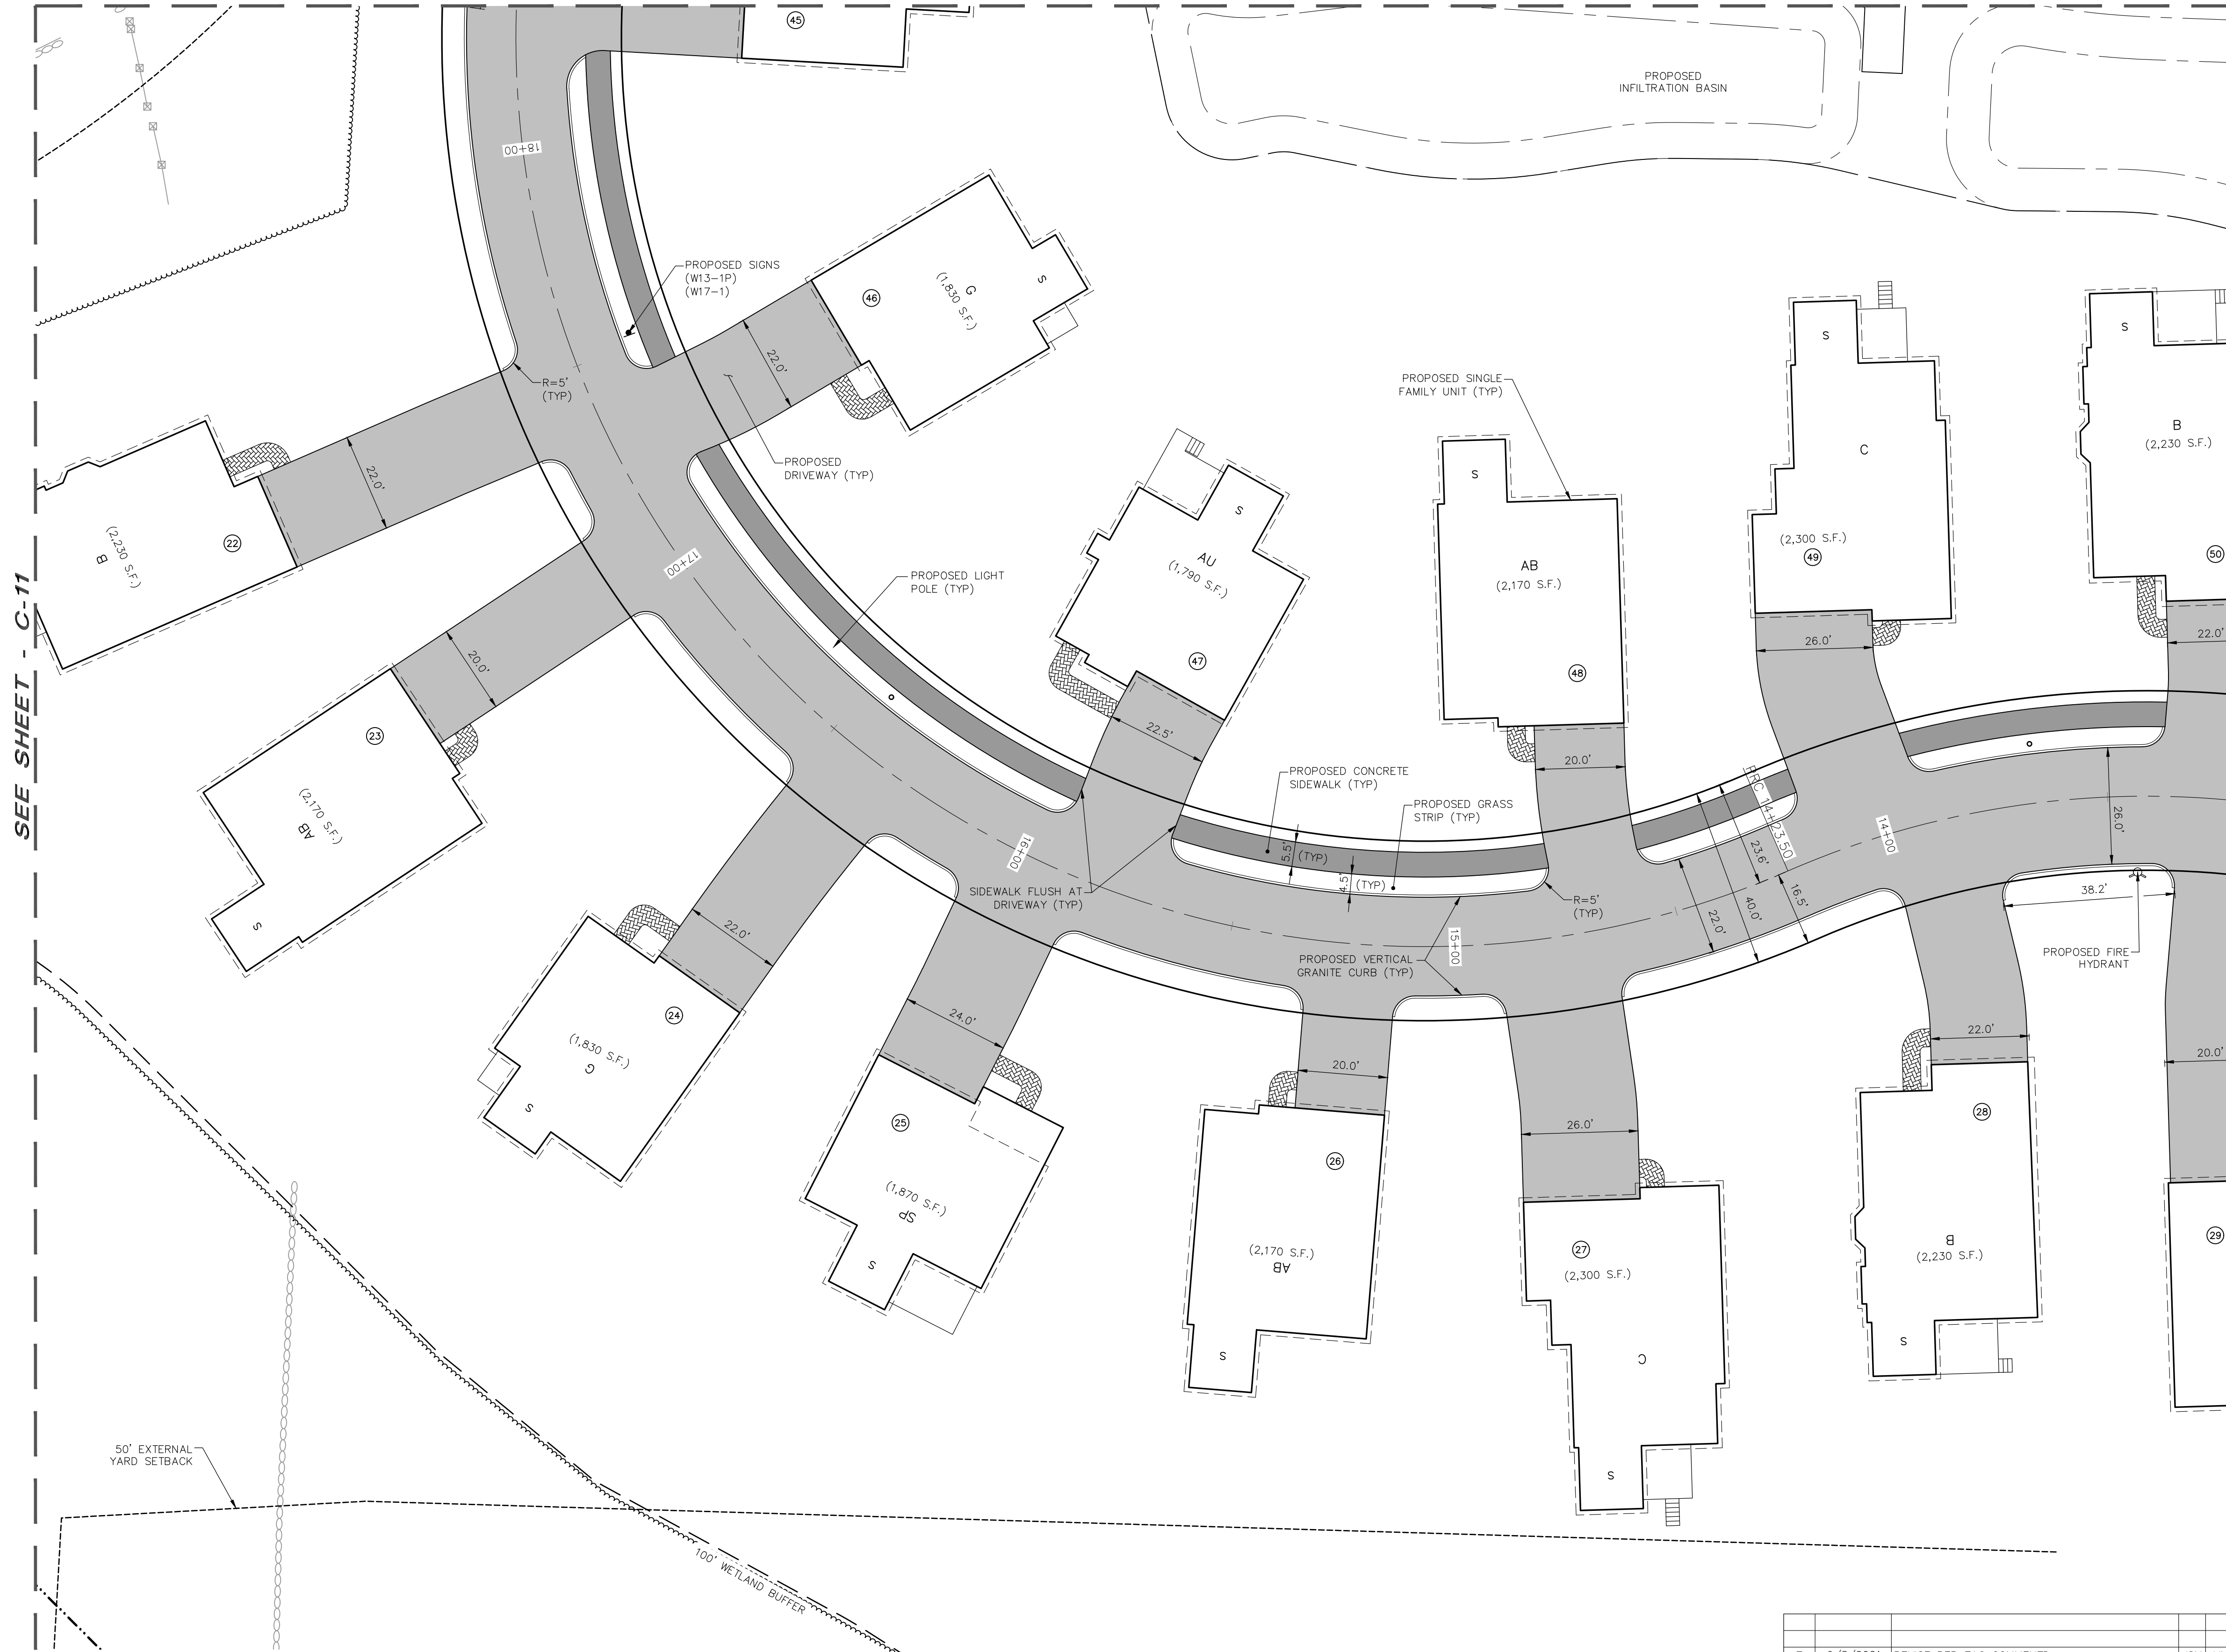 45
PROPOSED
INFILTRATION BASIN
18+00
PROPOSED SIGNS
(W13-1P)
(W17-1)
46
G
(1,830 S.F.)
S
22.0'
R=5'
(TYP)
PROPOSED
DRIVEWAY (TYP)
22.0'
22
(2,230 S.F.)
B
17+00
PROPOSED LIGHT
POLE (TYP)
S
AU
(1,790 S.F.)
47
22.5'
PROPOSED SINGLE
FAMILY UNIT (TYP)
S
AB
(2,170 S.F.)
48
20.0'
S
C
(2,300 S.F.)
49
26.0'
S
B
(2,230 S.F.)
50
22.0'
SEE SHEET - C-11
20.0'
23
(2,170 S.F.)
AB
S
PROPOSED CONCRETE
SIDEWALK (TYP)
PROPOSED GRASS
STRIP (TYP)
5.5' (TYP)
4.5' (TYP)
PRC 14+23.50
14+00
26.0'
23.6'
16.5'
22.0'
40.0'
38.2'
16+00
SIDEWALK FLUSH AT
DRIVEWAY (TYP)
R=5'
(TYP)
15+00
PROPOSED VERTICAL
GRANITE CURB (TYP)
PROPOSED FIRE
HYDRANT
22.0'
24
(1,830 S.F.)
G
S
24.0'
25
(1,870 S.F.)
SP
S
20.0'
26
(2,170 S.F.)
AB
S
26.0'
27
(2,300 S.F.)
C
S
22.0'
28
B
(2,230 S.F.)
S
20.0'
29
50' EXTERNAL
YARD SETBACK
100' WETLAND BUFFER